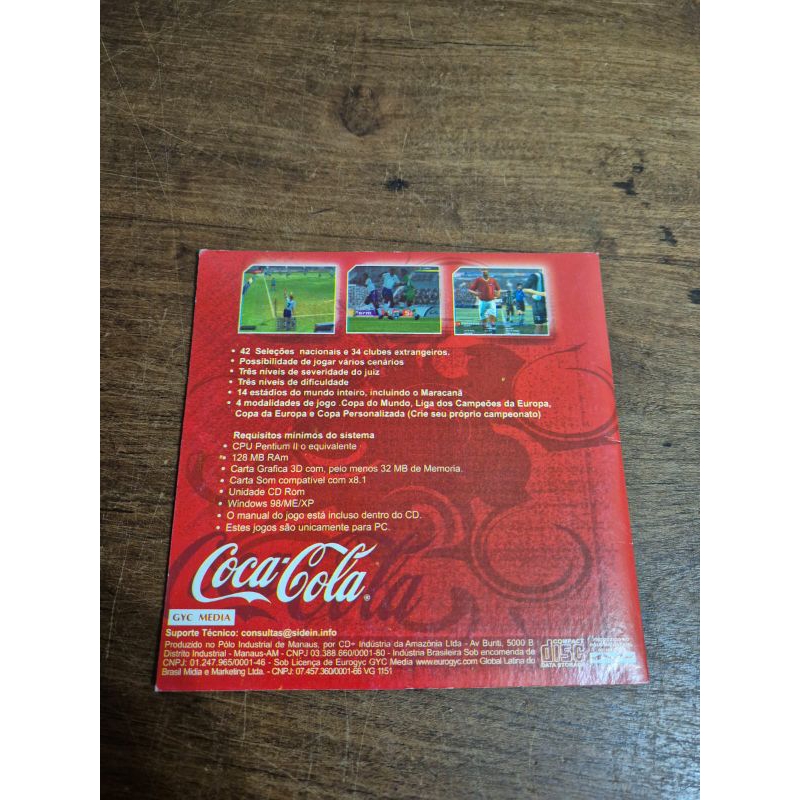 • 42 Seleções nacionais e 34 clubes extrangeiros.
• Possibilidade de jogar vários cenários
• Três níveis de severidade do juiz
• Três níveis de dificuldade
• 14 estádios do mundo inteiro, incluindo o Maracanã
• 4 modalidades de jogo .Copa do Mundo, Liga dos Campeões da Europa,
Copa da Europa e Copa Personalizada (Crie seu próprio campeonato)
Requisitos mínimos do sistema
• CPU Pentium II o equivalente
• 128 MB RAm
• Carta Grafica 3D com, pelo menos 32 MB de Memoria.
• Carta Som compatível com x8.1
• Unidade CD Rom
• Windows 98/ME/XP
• O manual do jogo está incluso dentro do CD.
• Estes jogos são unicamente para PC.
Coca-Cola®
GYC MEDIA
Suporte Técnico: consultas@sidein.info
Produzido no Pólo Industrial de Manaus, por CD+ Indústria da Amazônia Ltda - Av Buriti, 5000 B
Distrito Industrial - Manaus-AM - CNPJ 03.388.660/0001-80 - Indústria Brasileira Sob encomenda de
CNPJ: 01.247.965/0001-46 - Sob Licença de Eurogyc GYC Media www.eurogyc.com Global Latina do
Brasil Midia e Marketing Ltda. - CNPJ: 07.457.360/0001-66 VG 1151
COMPACT
disc
DATA STORAGE